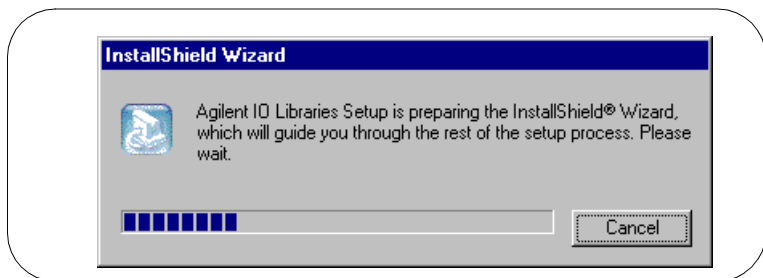 InstallShield Wizard
Agilent IO Libraries Setup is preparing the InstallShield® Wizard,
which will guide you through the rest of the setup process. Please
wait.
Cancel